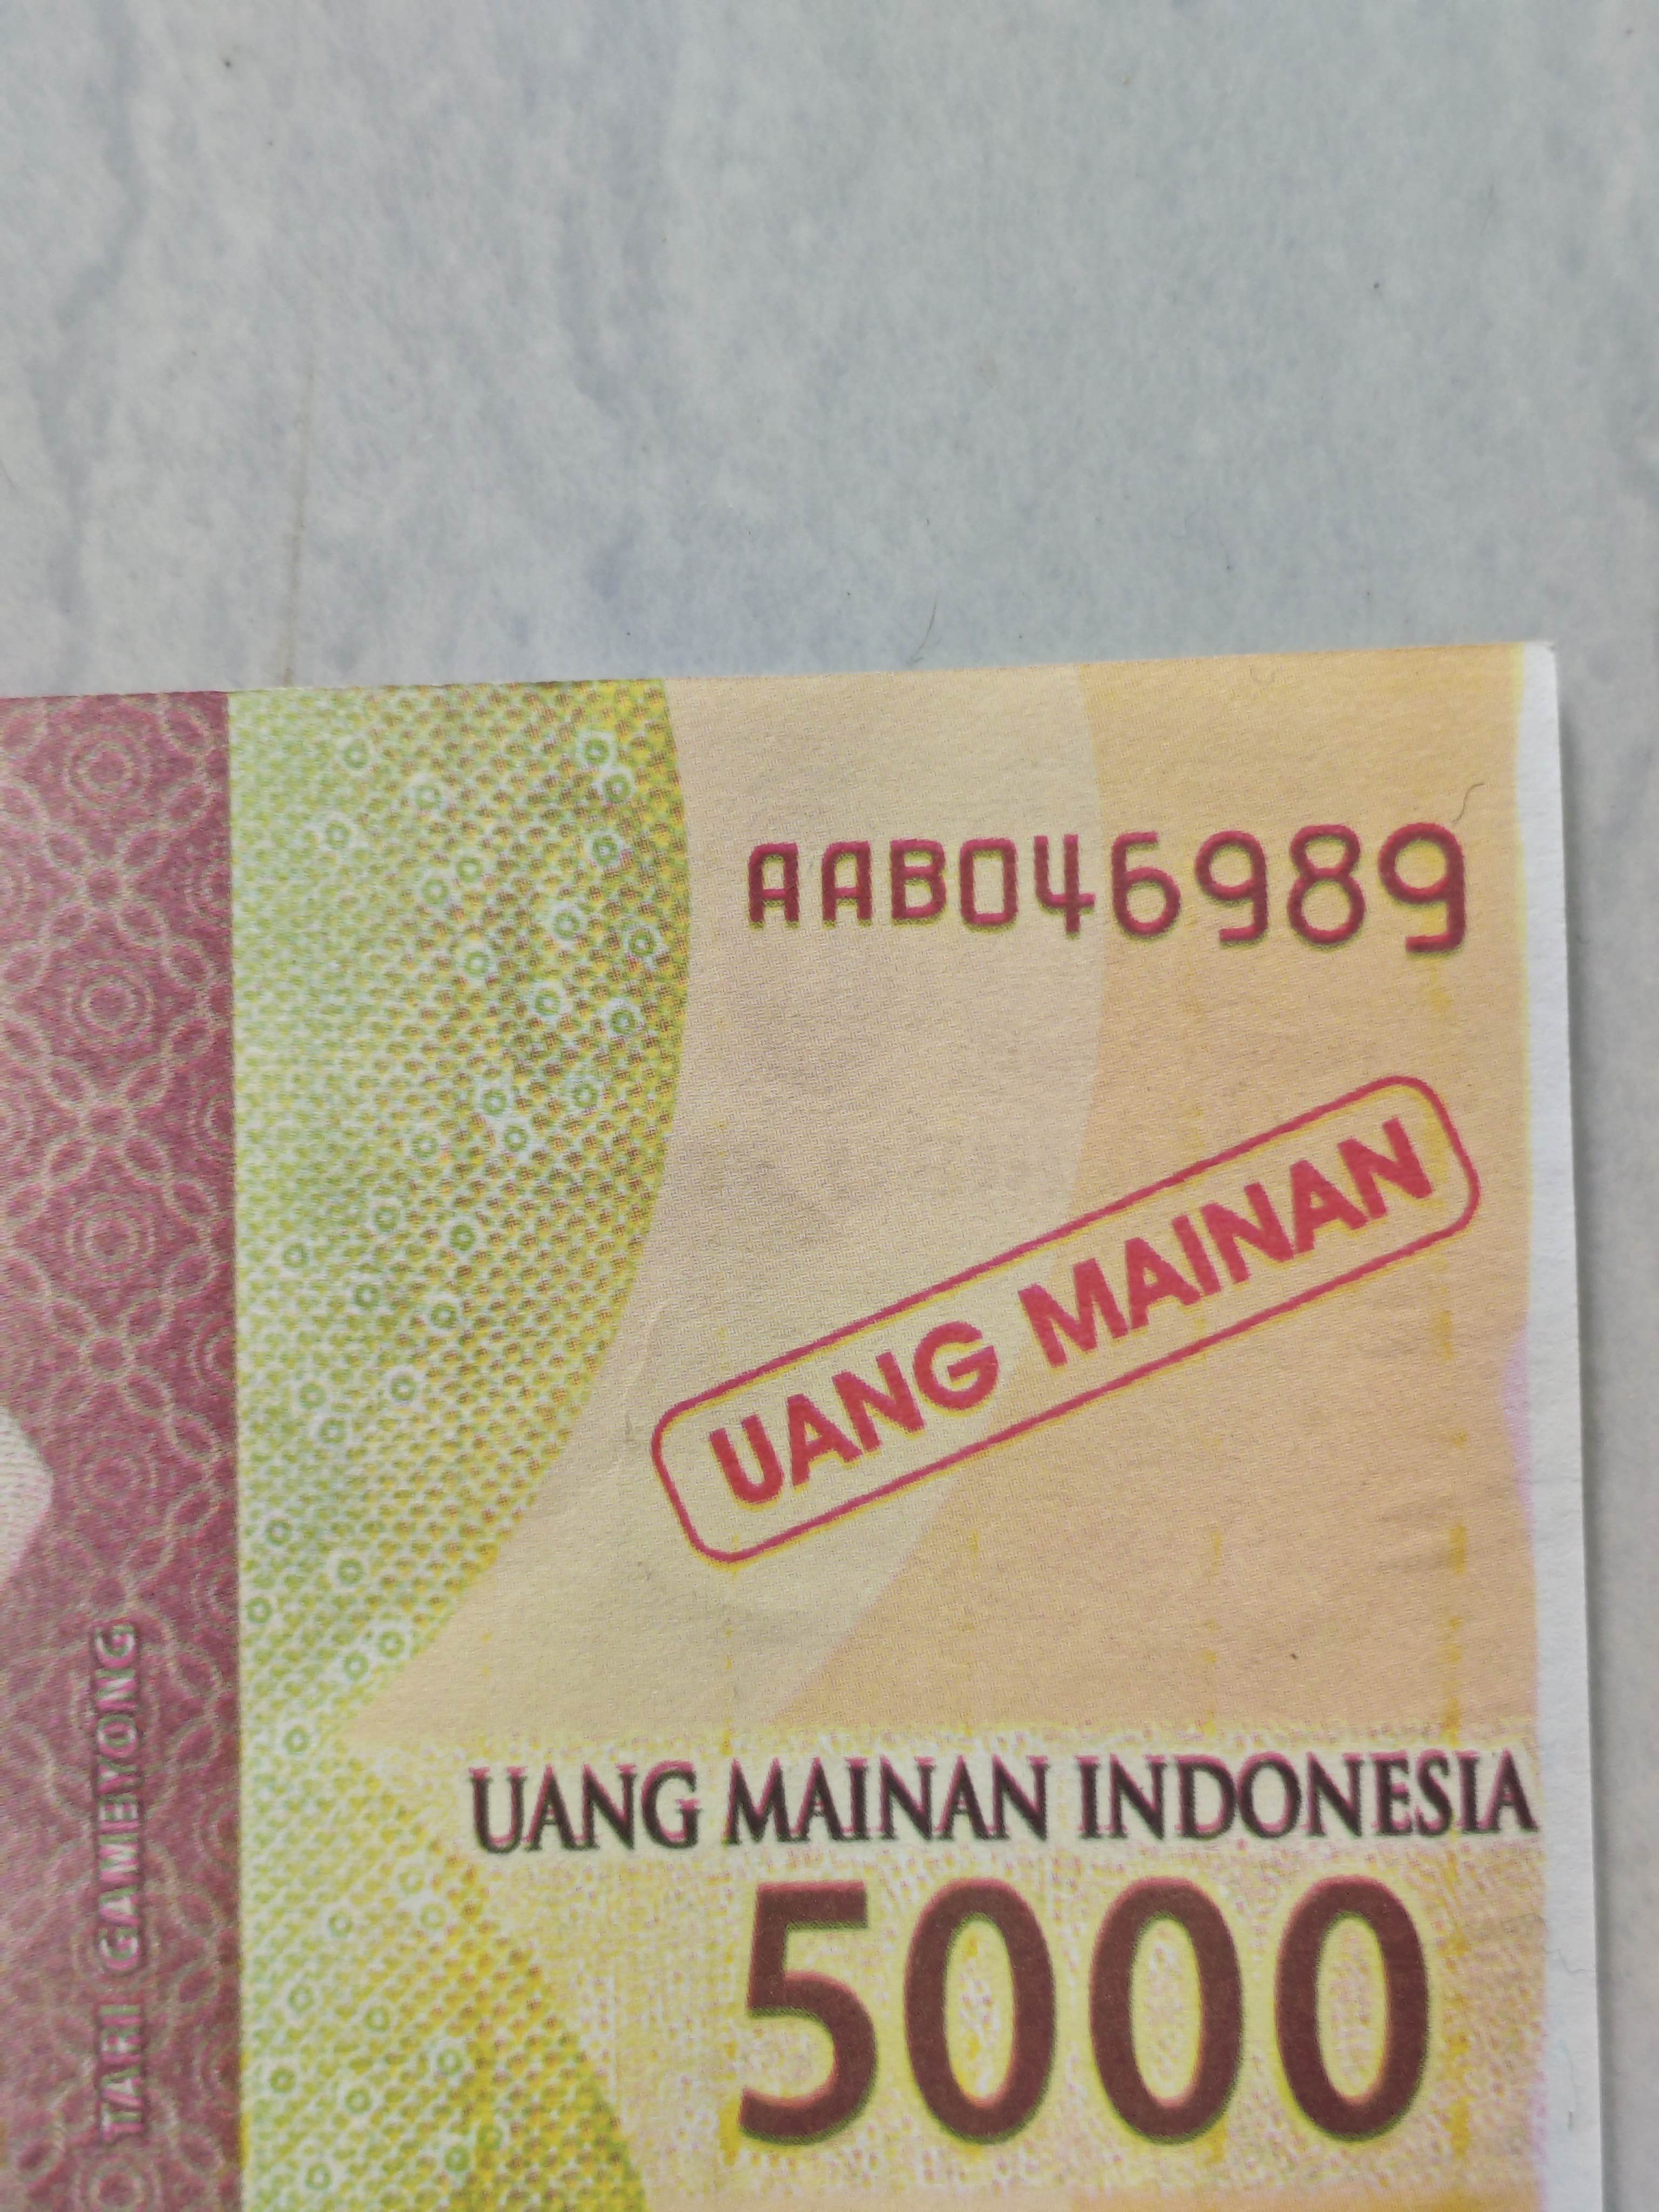 AAB046989
UANG MAINAN
UANG MAINAN INDONESIA
5000
TARI GAMBYONG